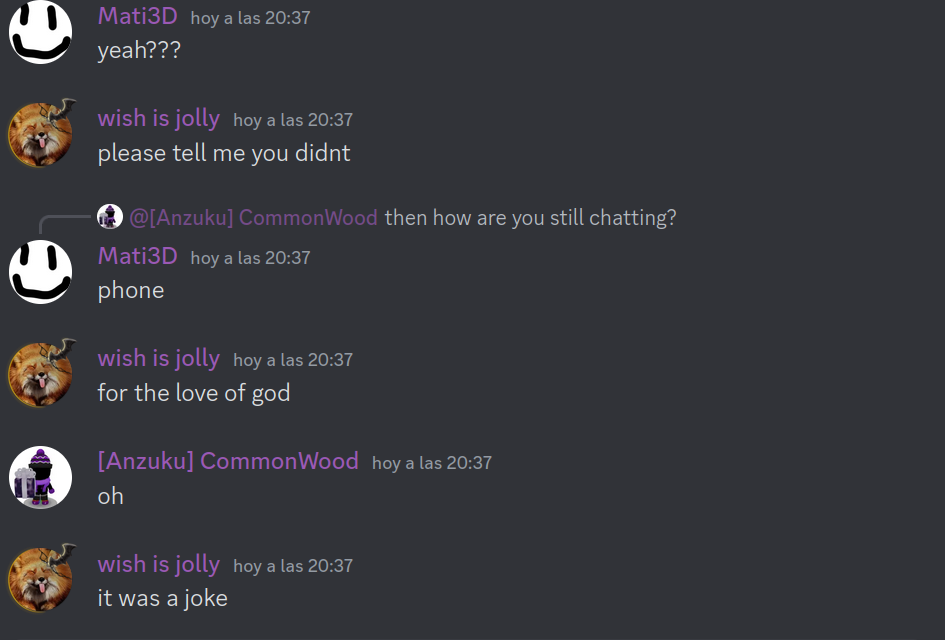 Mati3D hoy a las 20:37
yeah???
wish is jolly hoy a las 20:37
please tell me you didnt
@[Anzuku] CommonWood then how are you still chatting?
Mati3D hoy a las 20:37
phone
wish is jolly hoy a las 20:37
for the love of god
[Anzuku] CommonWood hoy a las 20:37
oh
wish is jolly hoy a las 20:37
it was a joke